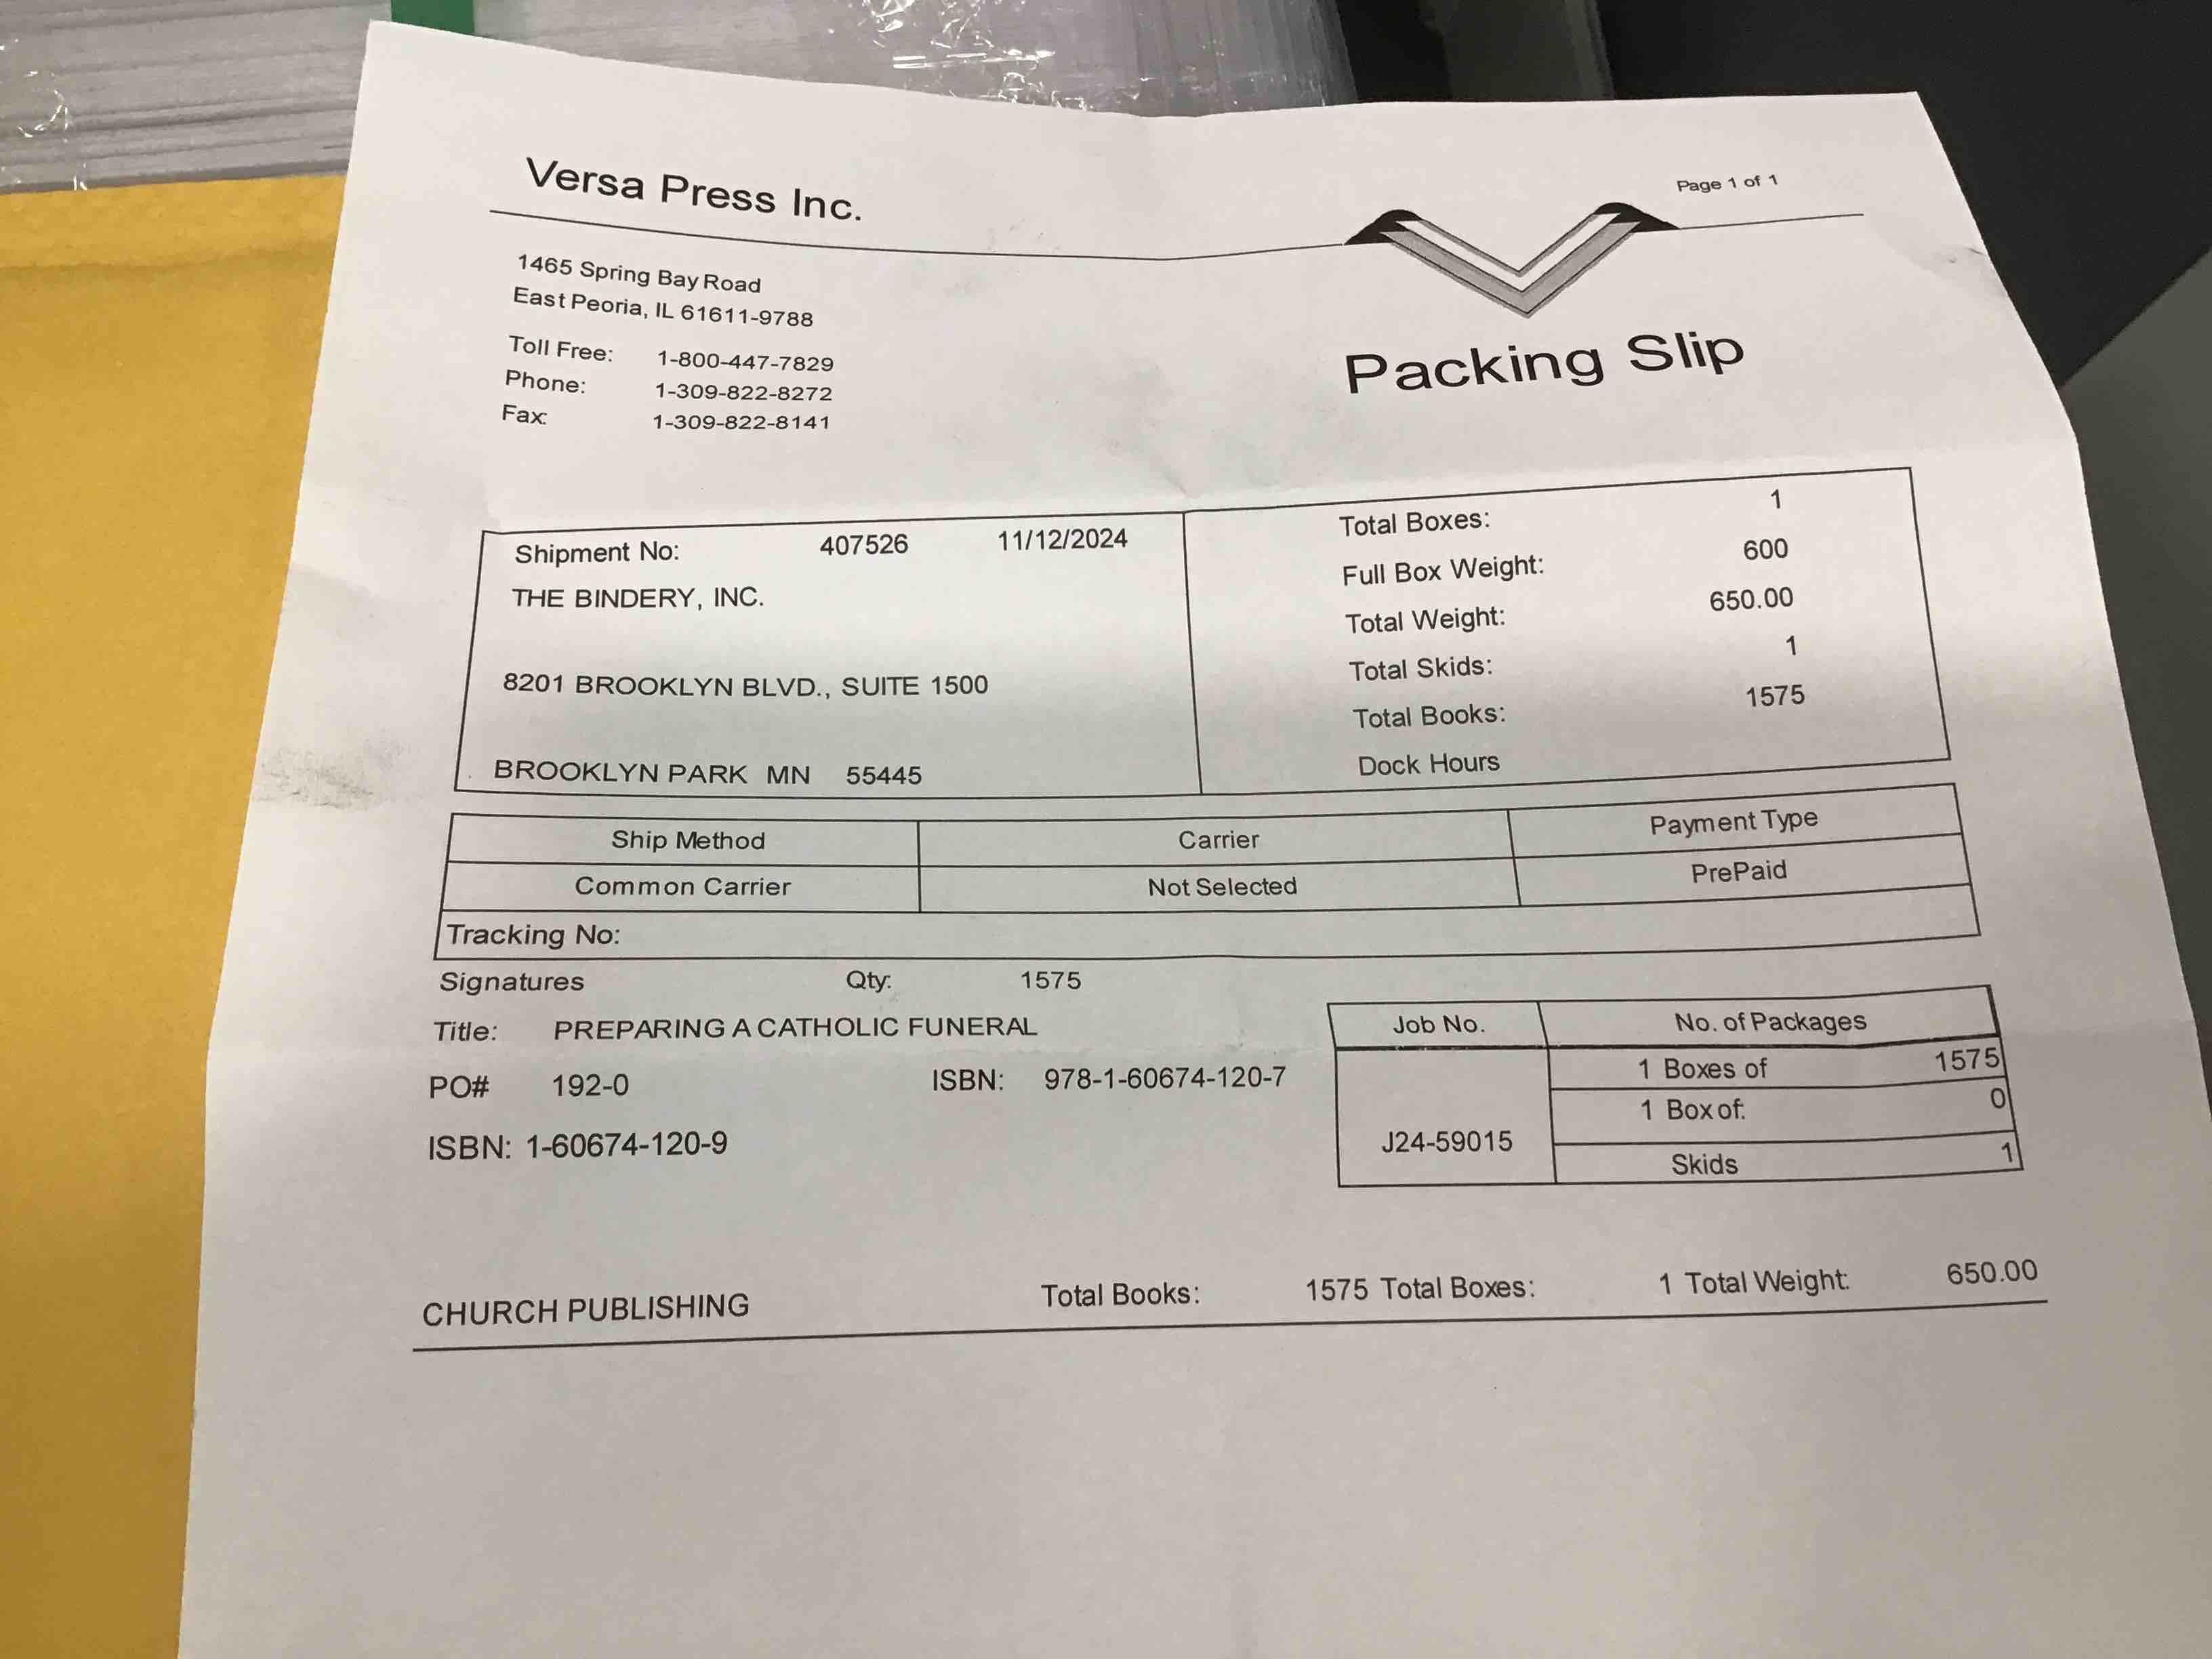 Versa Press Inc.
Page 1 of 1
1465 Spring Bay Road
East Peoria, IL 61611-9788
Toll Free: 1-800-447-7829
Phone: 1-309-822-8272
Fax: 1-309-822-8141
Packing Slip
Shipment No: 407526 11/12/2024
THE BINDERY, INC.
8201 BROOKLYN BLVD., SUITE 1500
BROOKLYN PARK MN 55445
Total Boxes: 1
Full Box Weight: 600
Total Weight: 650.00
Total Skids: 1
Total Books: 1575
Dock Hours
Ship Method Carrier Payment Type
Common Carrier Not Selected PrePaid
Tracking No:
Signatures Qty: 1575
Title: PREPARING A CATHOLIC FUNERAL
PO# 192-0 ISBN: 978-1-60674-120-7
ISBN: 1-60674-120-9
Job No. No. of Packages
1 Boxes of 1575
1 Box of: 0
J24-59015
Skids 1
CHURCH PUBLISHING Total Books: 1575 Total Boxes: 1 Total Weight: 650.00